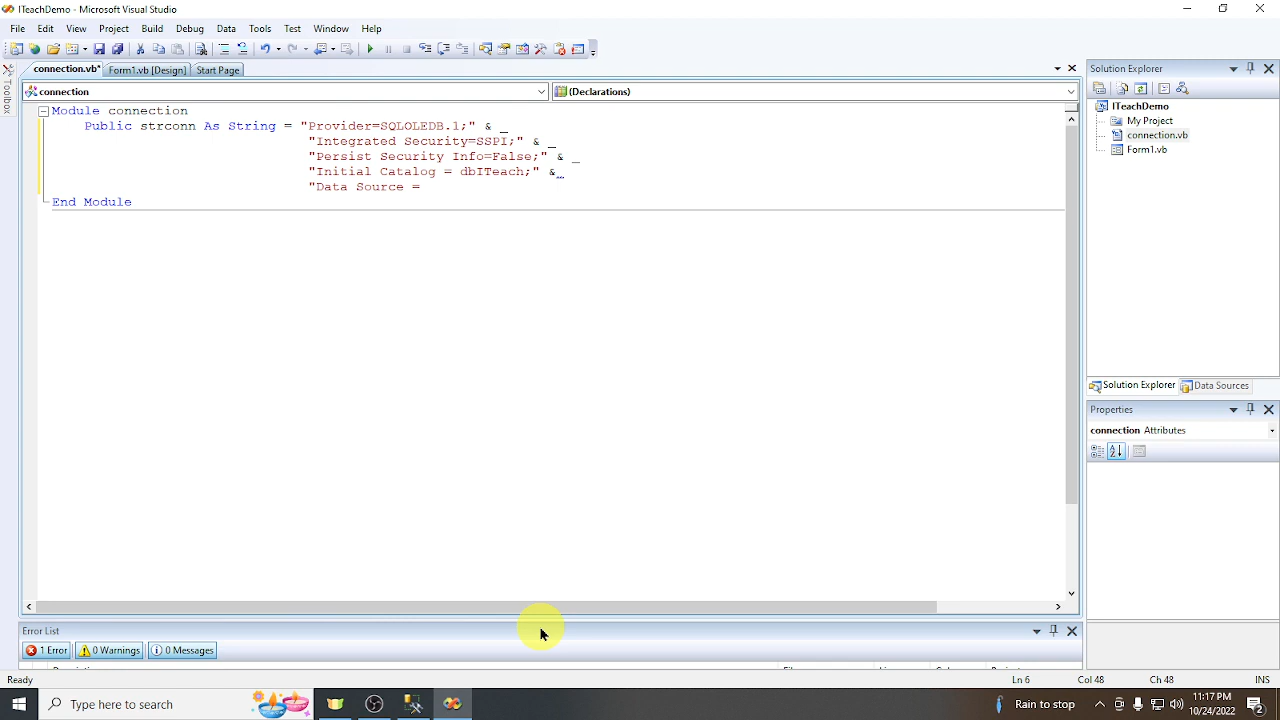 ITeachDemo - Microsoft Visual Studio
File Edit View Project Build Debug Data Tools Test Window Help
connection.vb* Form1.vb [Design] Start Page
connection (Declarations)
Module connection
Public strconn As String = "Provider=SQLOLEDB.1;" & _
"Integrated Security=SSPI;" & _
"Persist Security Info=False;" & _
"Initial Catalog = dbITeach;" &
"Data Source =
End Module
Toolbox
Solution Explorer
ITeachDemo
My Project
connection.vb
Form1.vb
Solution Explorer Data Sources
Properties
connection Attributes
Error List
1 Error 0 Warnings 0 Messages
Ready Ln 6 Col 48 Ch 48 INS
Type here to search
Rain to stop
11:17 PM
10/24/2022
2